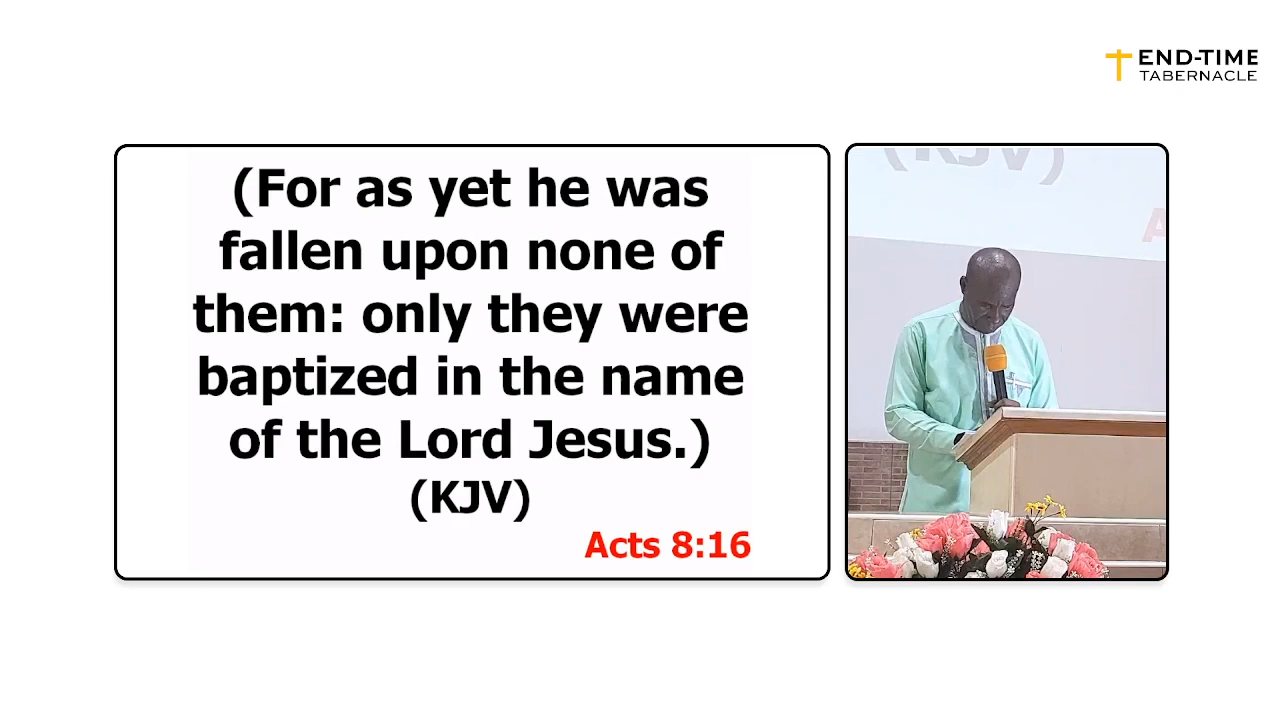 END-TIME
TABERNACLE
(For as yet he was
fallen upon none of
them: only they were
baptized in the name
of the Lord Jesus.)
(KJV)
Acts 8:16
(KJV)
A